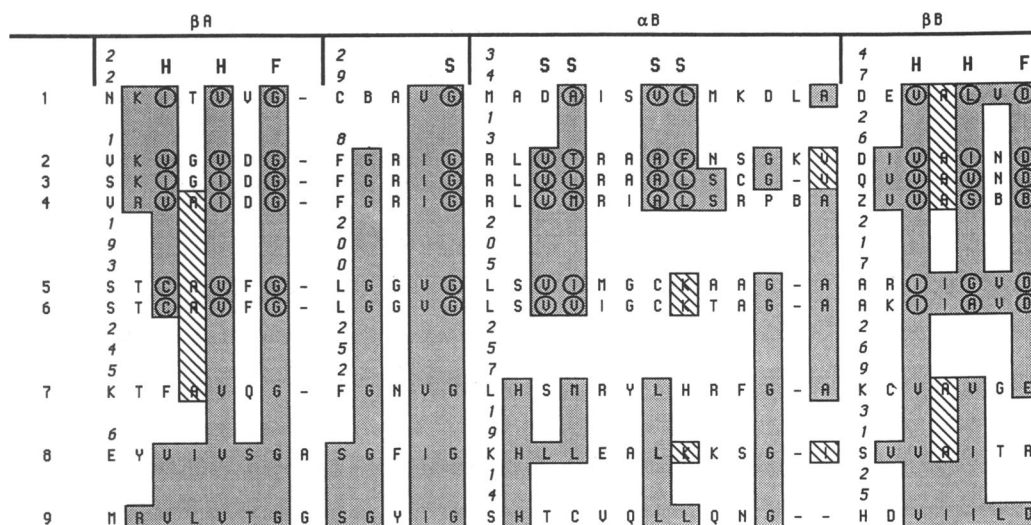 βA αB βB
2 2 3 4
2 H H F 9 S 4 S S S S 7 H H F
1 N K I T V V G - C B A V G M A D A I S V L M K D L A D E V A L V D
1 8 1 3 2 6
2 V K V G V D G - F G R I G R L V T R A A F N S G K V D I V A I N D
3 S K I G I D G - F G R I G R L V L R A A L S C G - V Q V V A V N D
4 V R V A I D G - F G R I G R L V M R I A L S R P B A Z V V A S B B
1 9 3 2 0 0 2 0 5 2 1 7
5 S T C A V F G - L G G V G L S V I M G C K A A G - A A R I I G V D
6 S T C A V F G - L G G V G L S V V I G C K T A G - A A K I I A V D
2 4 5 2 5 2 2 5 7 2 6 9
7 K T F A V Q G - F G N V G L H S M R Y L H R F G - A K C V A V G E
6 1 9 3 1
8 E Y V I V S G A S G F I G K H L L E A L K K S G - I S V V A I T R
1 4 2 5
9 M R V L V T G G S G Y I G S H T C V Q L L Q N G - - H D V I I L D